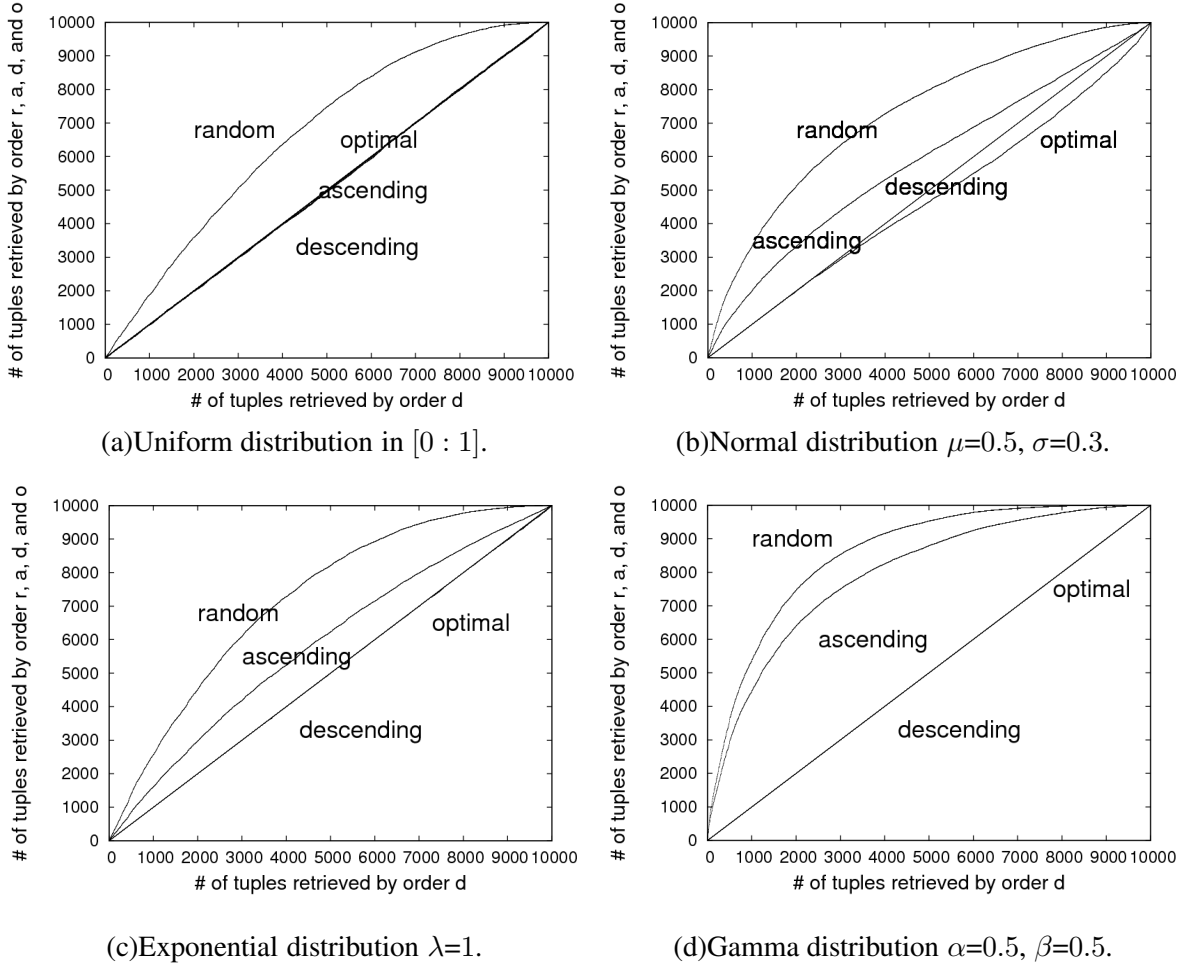 # of tuples retrieved by order r, a, d, and o
10000
9000
8000
7000
6000
5000
4000
3000
2000
1000
0
random
optimal
ascending
descending
0 1000 2000 3000 4000 5000 6000 7000 8000 9000 10000
# of tuples retrieved by order d
(a)Uniform distribution in [0 : 1].
# of tuples retrieved by order r, a, d, and o
10000
9000
8000
7000
6000
5000
4000
3000
2000
1000
0
random
optimal
descending
ascending
0 1000 2000 3000 4000 5000 6000 7000 8000 9000 10000
# of tuples retrieved by order d
(b)Normal distribution μ=0.5, σ=0.3.
# of tuples retrieved by order r, a, d, and o
10000
9000
8000
7000
6000
5000
4000
3000
2000
1000
0
random
optimal
ascending
descending
0 1000 2000 3000 4000 5000 6000 7000 8000 9000 10000
# of tuples retrieved by order d
(c)Exponential distribution λ=1.
# of tuples retrieved by order r, a, d, and o
10000
9000
8000
7000
6000
5000
4000
3000
2000
1000
0
random
optimal
ascending
descending
0 1000 2000 3000 4000 5000 6000 7000 8000 9000 10000
# of tuples retrieved by order d
(d)Gamma distribution α=0.5, β=0.5.